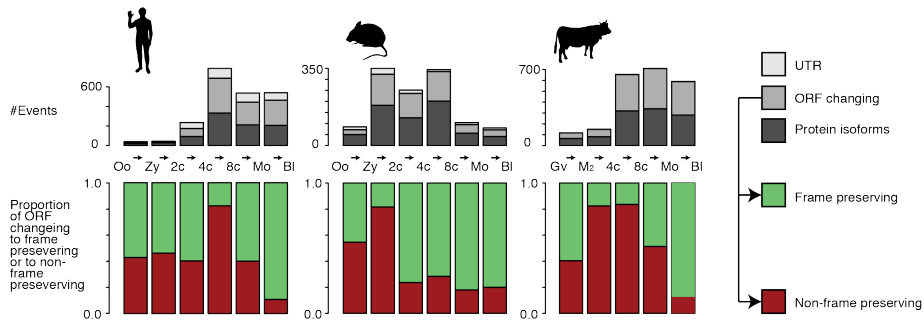 600
350
700
#Events
0
0
0
UTR
ORF changing
Protein isoforms
Oo Zy 2c 4c 8c Mo Bl
Oo Zy 2c 4c 8c Mo Bl
Gv M2 4c 8c Mo Bl
1.0
1.0
1.0
Proportion
of ORF
changeing
to frame
presevering
or to non-
frame
preseverving
0.0
0.0
0.0
Frame preserving
Non-frame preserving